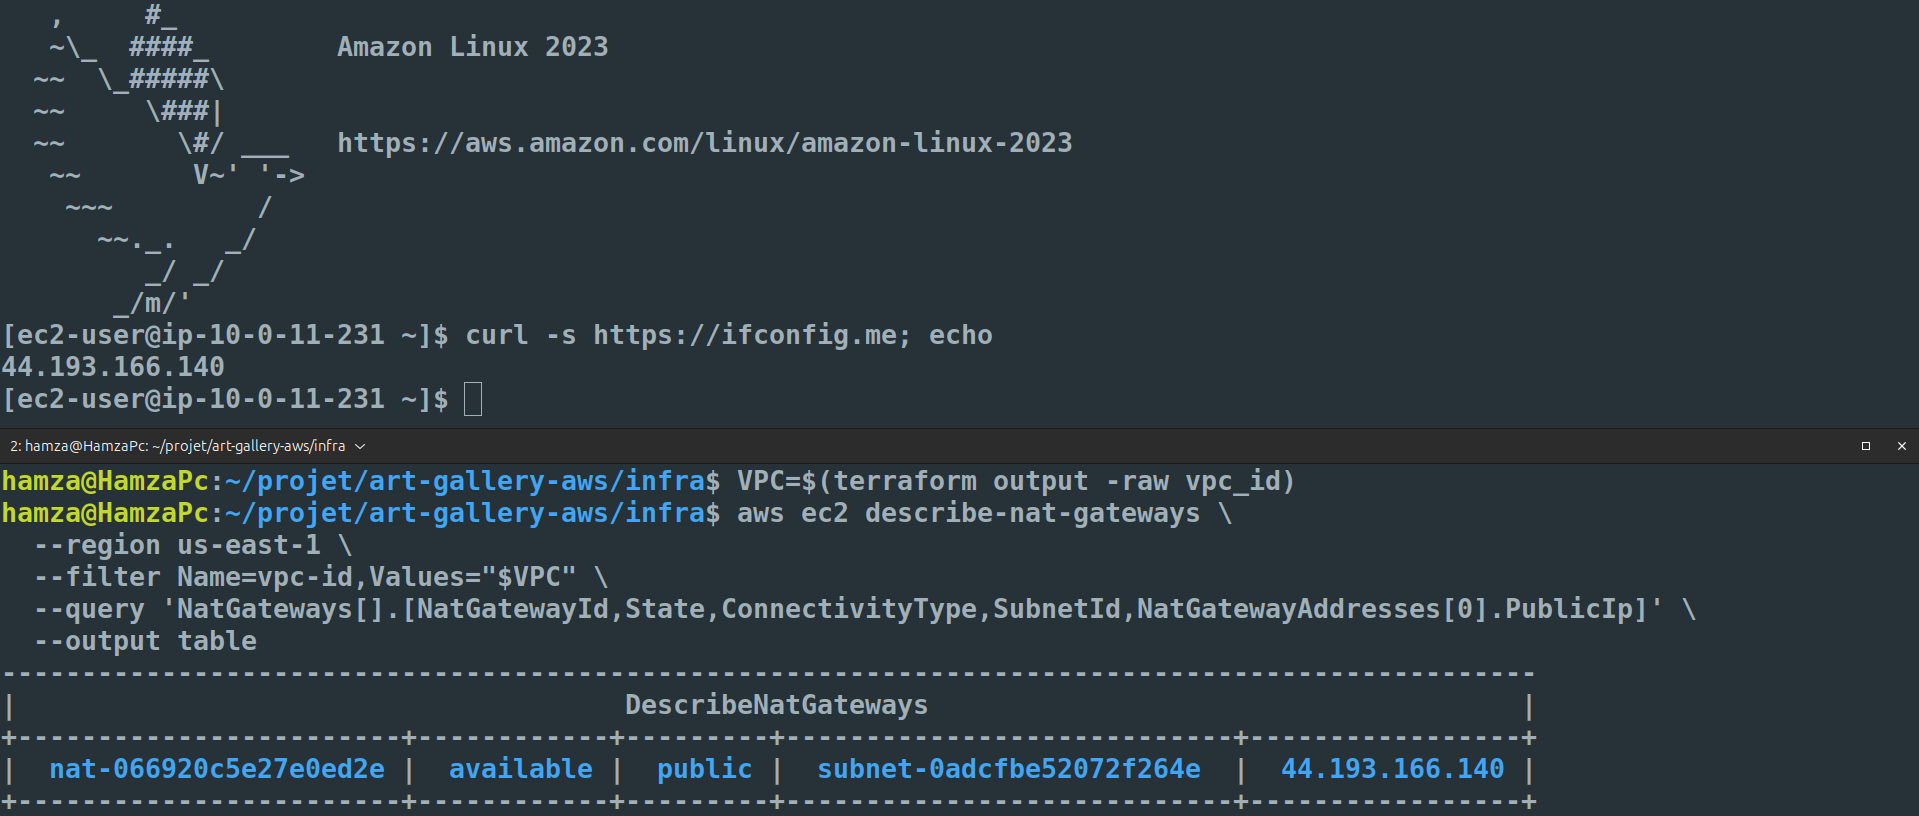 ,     #_
   ~\_  ####_        Amazon Linux 2023
  ~~  \_#####\
  ~~     \###|
  ~~       \#/ ___   https://aws.amazon.com/linux/amazon-linux-2023
   ~~       V~' '->
    ~~~         /
      ~~._.   _/
         _/ _/
       _/m/'
[ec2-user@ip-10-0-11-231 ~]$ curl -s https://ifconfig.me; echo
44.193.166.140
[ec2-user@ip-10-0-11-231 ~]$
2: hamza@HamzaPc: ~/projet/art-gallery-aws/infra
hamza@HamzaPc:~/projet/art-gallery-aws/infra$ VPC=$(terraform output -raw vpc_id)
hamza@HamzaPc:~/projet/art-gallery-aws/infra$ aws ec2 describe-nat-gateways \
  --region us-east-1 \
  --filter Name=vpc-id,Values="$VPC" \
  --query 'NatGateways[].[NatGatewayId,State,ConnectivityType,SubnetId,NatGatewayAddresses[0].PublicIp]' \
  --output table
------------------------------------------------------------------------------------------------
|                                      DescribeNatGateways                                     |
+------------------------+------------+---------+----------------------------+-----------------+
|  nat-066920c5e27e0ed2e |  available |  public |  subnet-0adcfbe52072f264e  |  44.193.166.140 |
+------------------------+------------+---------+----------------------------+-----------------+